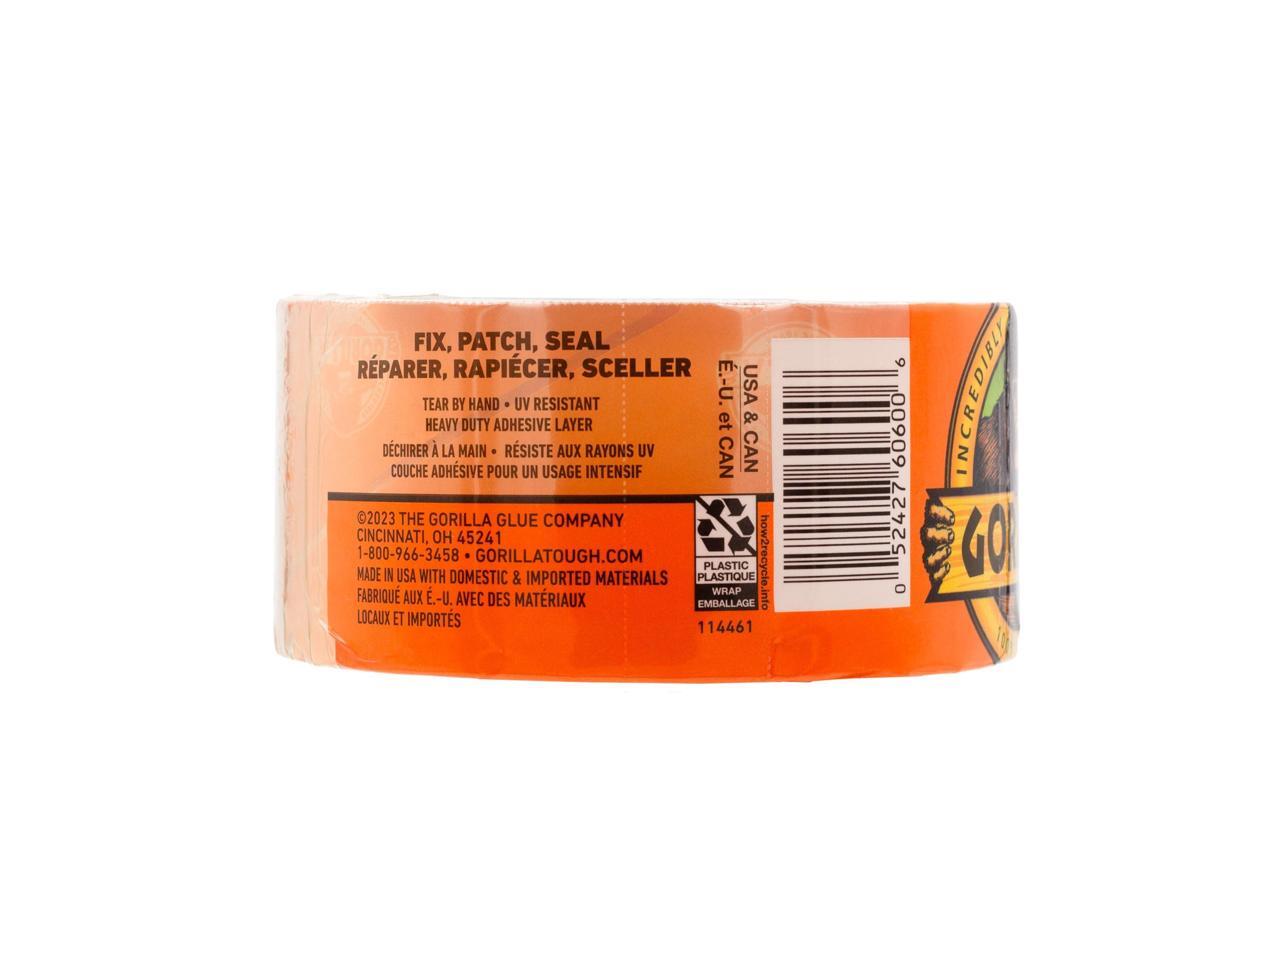 FIX, PATCH, SEAL
RÉPARER, RAPIÉCER, SCELLER
TEAR BY HAND • UV RESISTANT
HEAVY DUTY ADHESIVE LAYER
DÉCHIRER À LA MAIN • RÉSISTE AUX RAYONS UV
COUCHE ADHÉSIVE POUR UN USAGE INTENSIF
©2023 THE GORILLA GLUE COMPANY
CINCINNATI, OH 45241
1-800-966-3458 • GORILLATOUGH.COM
MADE IN USA WITH DOMESTIC & IMPORTED MATERIALS
FABRIQUÉ AUX É.-U. AVEC DES MATÉRIAUX
LOCAUX ET IMPORTÉS
USA & CAN
É.-U. et CAN
PLASTIC
PLASTIQUE
WRAP
EMBALLAGE
how2recycle.info
114461
0 52427 60600 6
INCREDIBLY
GO